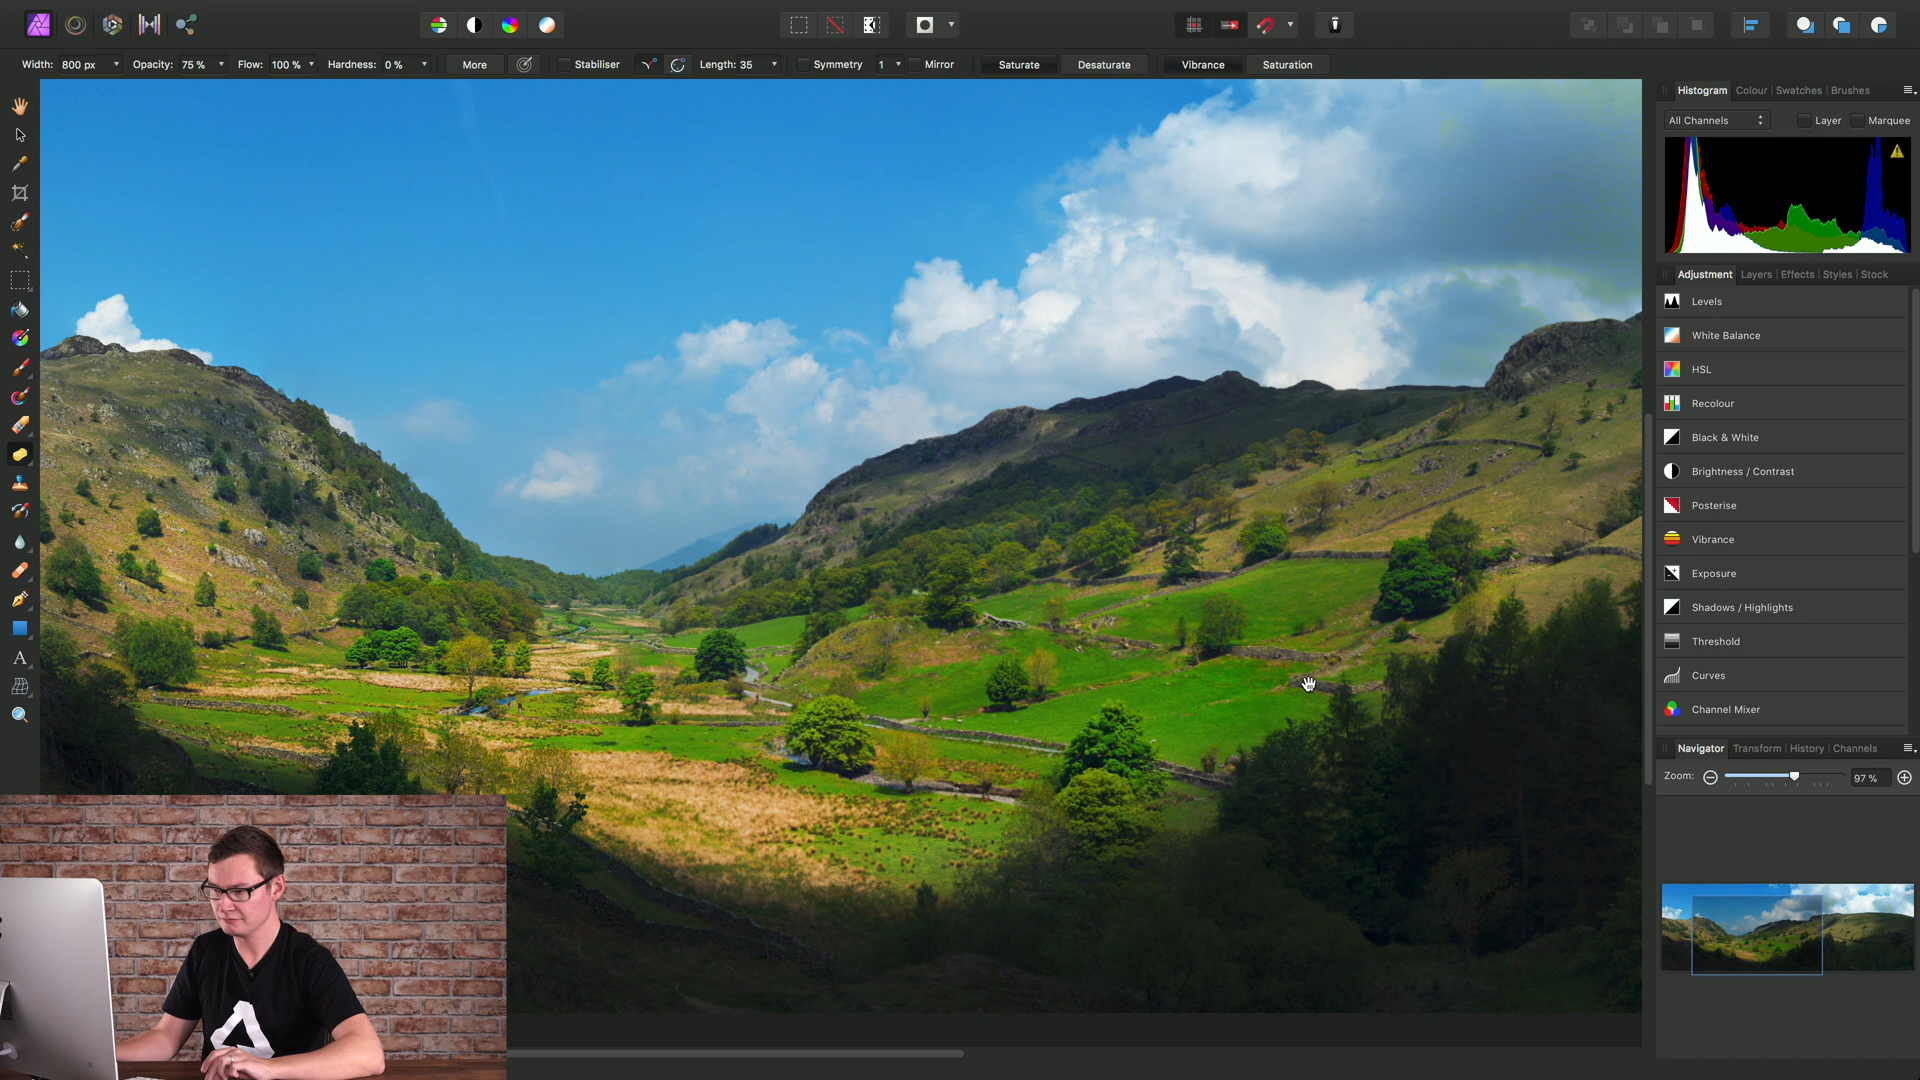 Width: 800 px Opacity: 75 % Flow: 100 % Hardness: 0 % More Stabiliser Length: 35 Symmetry 1 Mirror Saturate Desaturate Vibrance Saturation
Histogram Colour Swatches Brushes
All Channels Layer Marquee
Adjustment Layers Effects Styles Stock
Levels
White Balance
HSL
Recolour
Black & White
Brightness / Contrast
Posterise
Vibrance
Exposure
Shadows / Highlights
Threshold
Curves
Channel Mixer
Navigator Transform History Channels
Zoom: 97 %